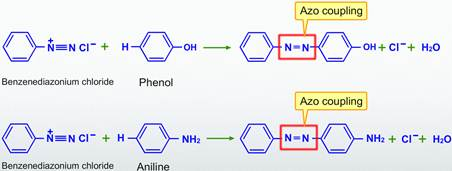 Azo coupling
N⁺≡N Cl⁻ + H OH N=N OH + Cl⁻ + H₂O
Benzenediazonium chloride Phenol
Azo coupling
N⁺≡N Cl⁻ + H NH₂ N=N NH₂ + Cl⁻ + H₂O
Benzenediazonium chloride Aniline